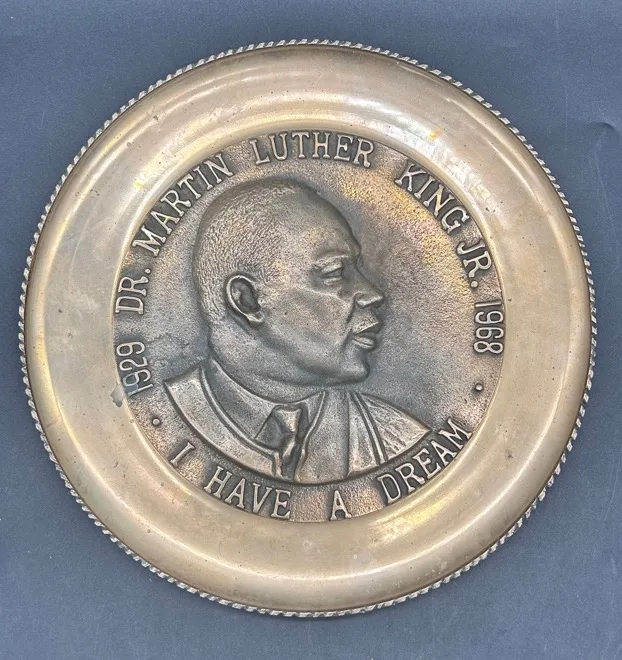 1929 DR. MARTIN LUTHER KING JR. 1968
I HAVE A DREAM